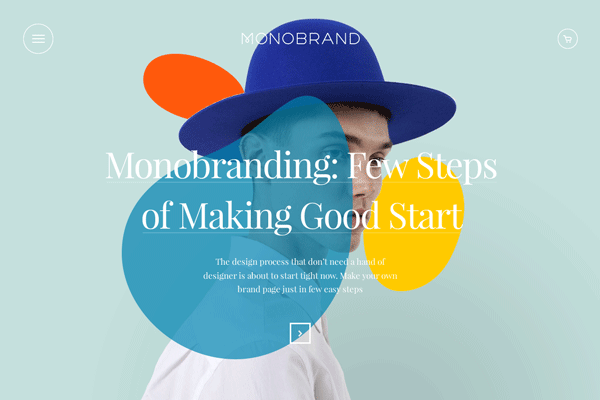 MONOBRAND
Monobranding: Few Steps
of Making Good Start
The design process that don't need a hand of
designer is about to start tight now. Make your own
brand page just in few easy steps